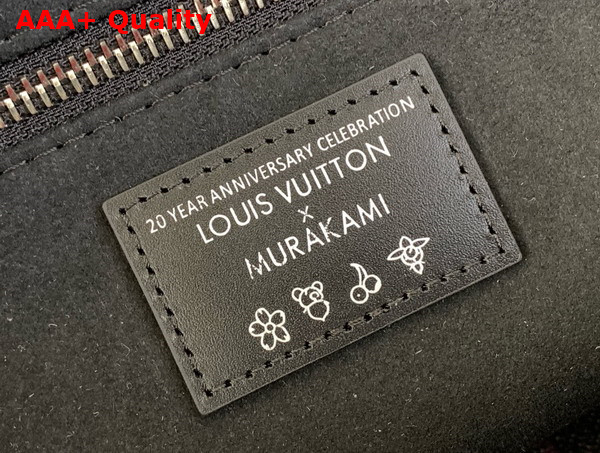 AAA+ Quality
20 YEAR ANNIVERSARY CELEBRATION
LOUIS VUITTON
x
MURAKAMI